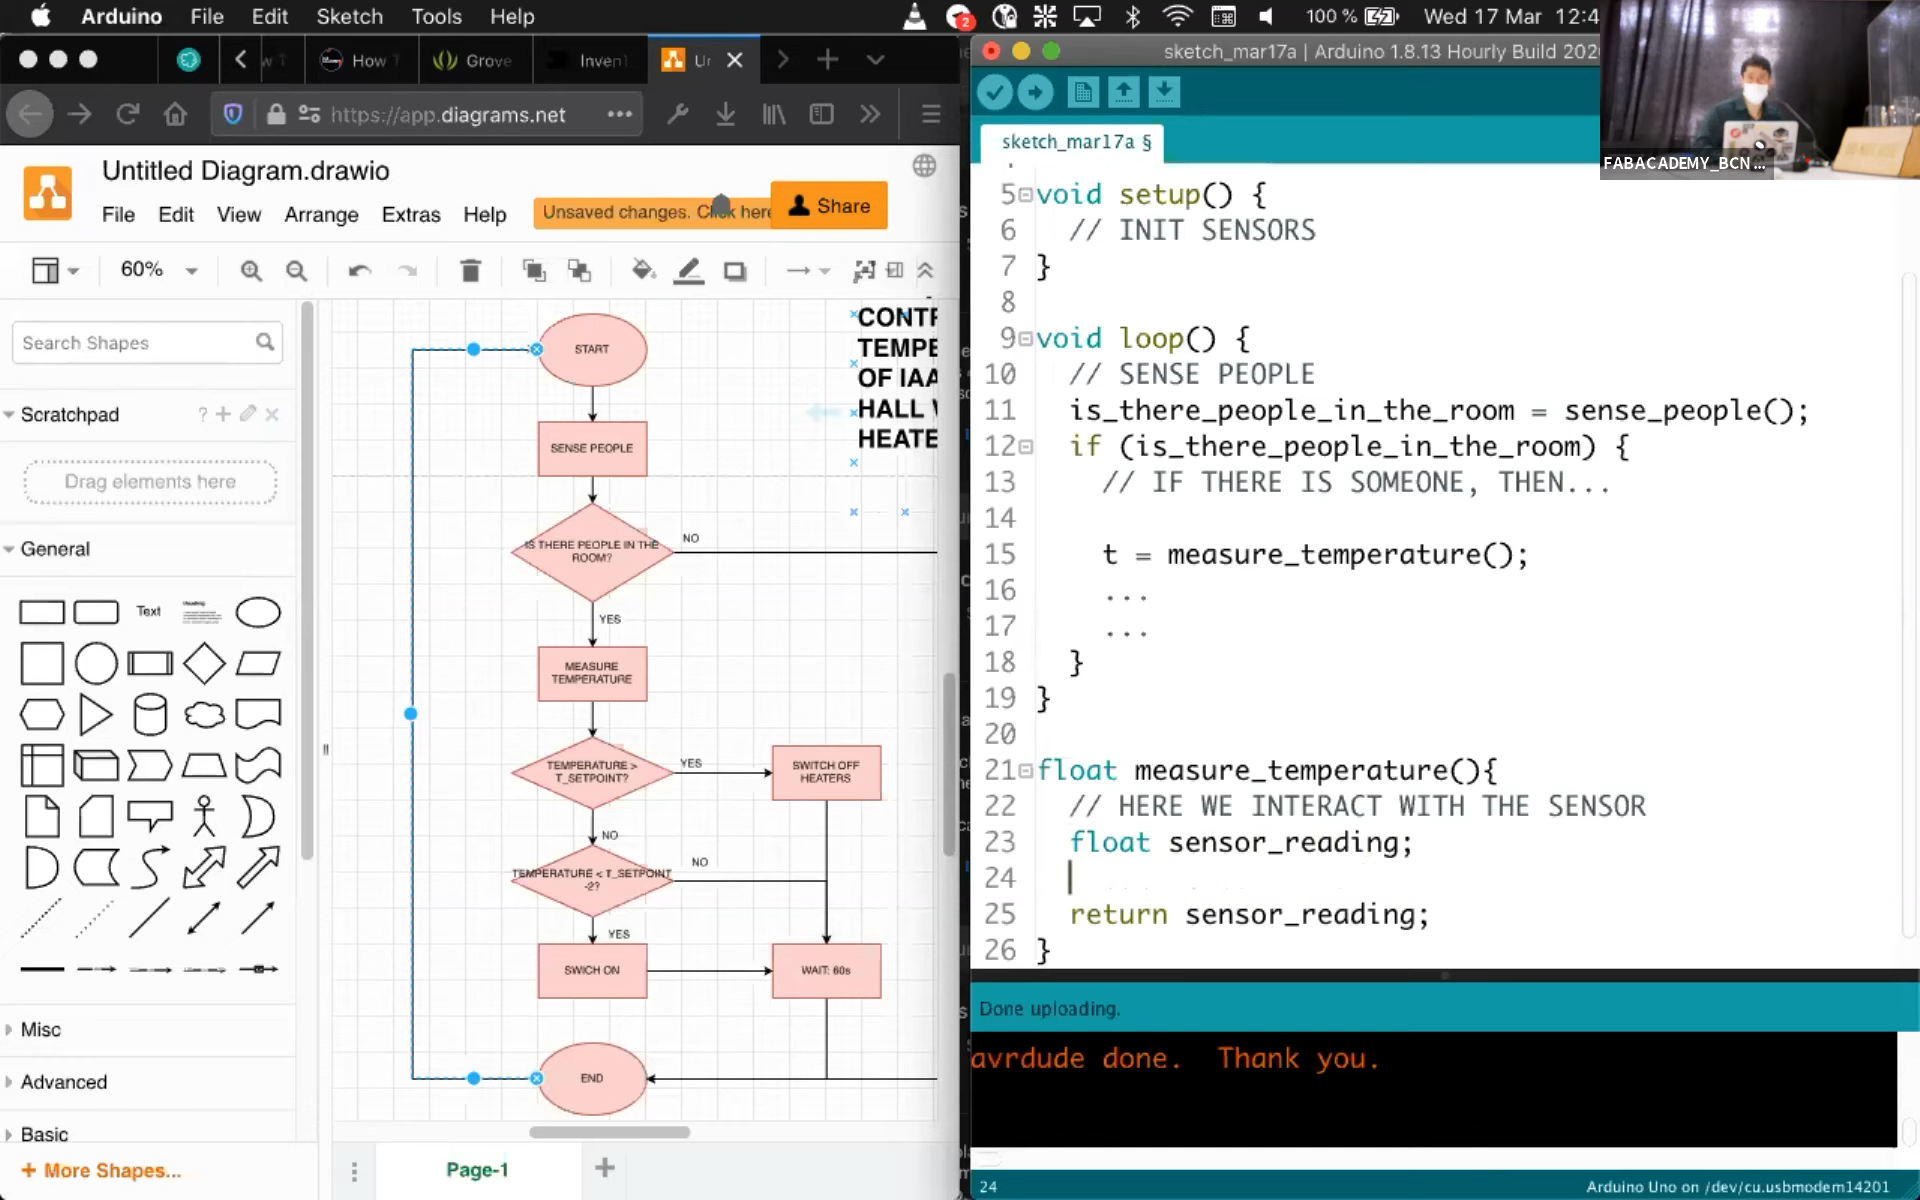 Arduino File Edit Sketch Tools Help
2 100 % Wed 17 Mar 12:4
How T Grove Inven Ur
https://app.diagrams.net
Untitled Diagram.drawio
File Edit View Arrange Extras Help
Unsaved changes. Click here
Share
60%
Search Shapes
Scratchpad
Drag elements here
General
Text
Heading
Misc
Advanced
Basic
+ More Shapes...
START
SENSE PEOPLE
IS THERE PEOPLE IN THE
ROOM?
NO
YES
MEASURE
TEMPERATURE
TEMPERATURE >
T_SETPOINT?
YES
SWITCH OFF
HEATERS
NO
TEMPERATURE < T_SETPOINT
-2?
NO
YES
SWICH ON
WAIT: 60s
END
CONTR
TEMPE
OF IAA
HALL
HEATE
Page-1
sketch_mar17a | Arduino 1.8.13 Hourly Build 202
sketch_mar17a §
FABACADEMY_BCN ...
5 void setup() {
6 // INIT SENSORS
7 }
8
9 void loop() {
10 // SENSE PEOPLE
11 is_there_people_in_the_room = sense_people();
12 if (is_there_people_in_the_room) {
13 // IF THERE IS SOMEONE, THEN...
14
15 t = measure_temperature();
16 ...
17 ...
18 }
19 }
20
21 float measure_temperature(){
22 // HERE WE INTERACT WITH THE SENSOR
23 float sensor_reading;
24
25 return sensor_reading;
26 }
Done uploading.
avrdude done.  Thank you.
24 Arduino Uno on /dev/cu.usbmodem14201